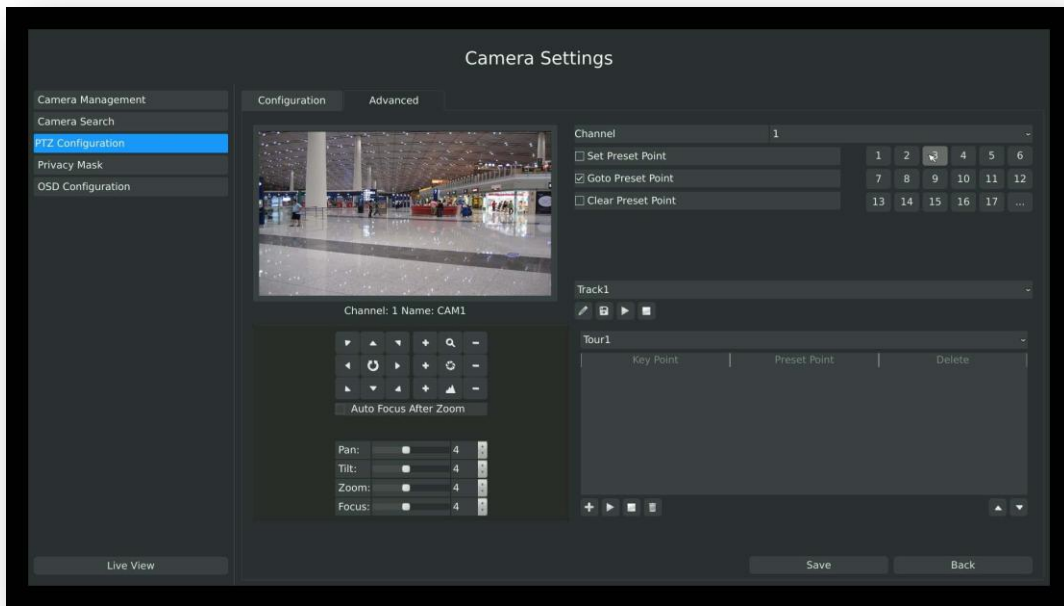 Camera Settings
Camera Management
Camera Search
PTZ Configuration
Privacy Mask
OSD Configuration
Live View
Configuration Advanced
Channel: 1 Name: CAM1
Auto Focus After Zoom
Pan: 4
Tilt: 4
Zoom: 4
Focus: 4
Channel 1
Set Preset Point 1 2 3 4 5 6
Goto Preset Point 7 8 9 10 11 12
Clear Preset Point 13 14 15 16 17 ...
Track1
Tour1
Key Point Preset Point Delete
Save Back